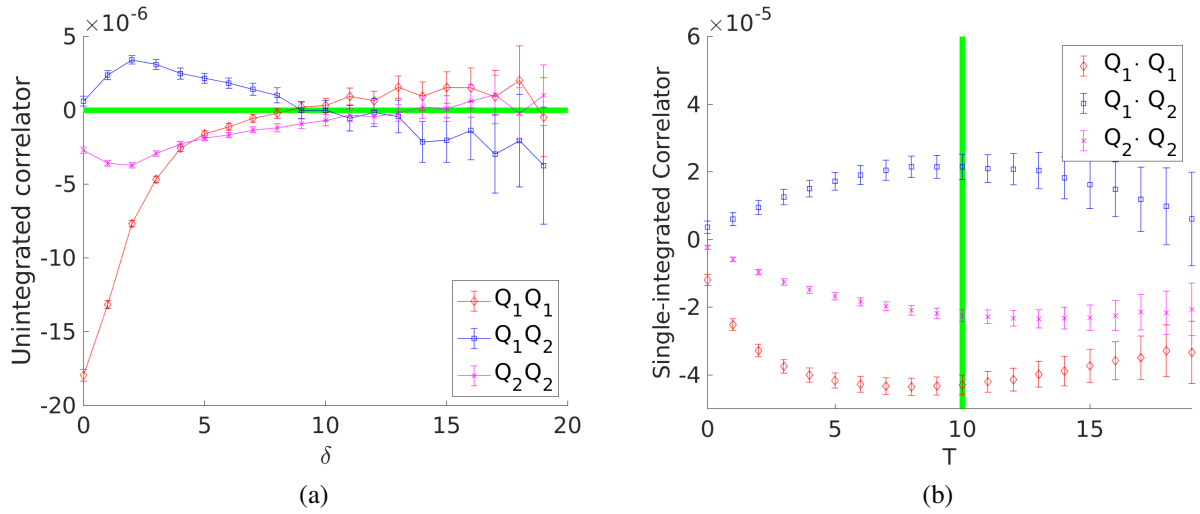 ×10⁻⁶
Unintegrated correlator
5
0
-5
-10
-15
-20
0
5
10
15
20
δ
Q₁Q₁
Q₁Q₂
Q₂Q₂
(a)
×10⁻⁵
Single-integrated Correlator
6
4
2
0
-2
-4
0
5
10
15
T
Q₁· Q₁
Q₁· Q₂
Q₂· Q₂
(b)